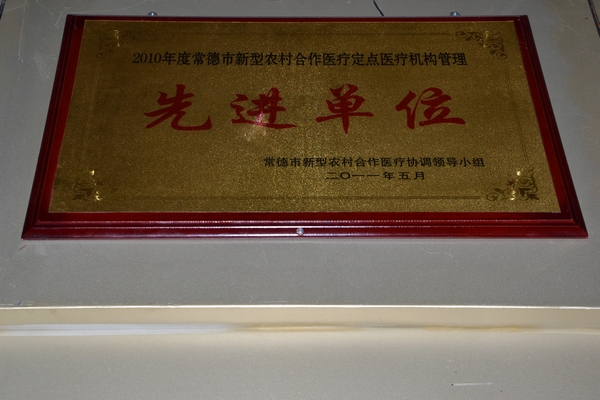 2010年度常德市新型农村合作医疗定点医疗机构管理
先进单位
常德市新型农村合作医疗协调领导小组
二〇一一年五月